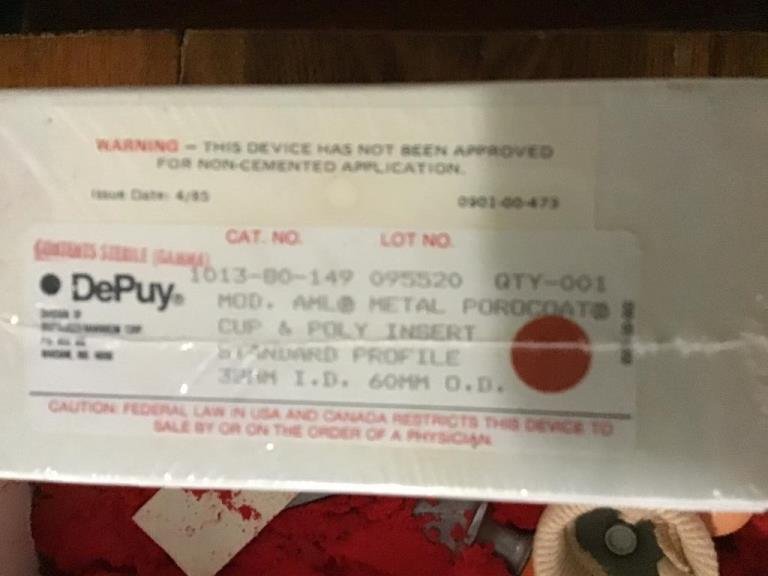 WARNING — THIS DEVICE HAS NOT BEEN APPROVED
FOR NON-CEMENTED APPLICATION.
Issue Date: 4/85 0901-00-473
CAT. NO. LOT NO.
CONTENTS STERILE (GAMMA)
1013-80-149 095520 QTY-001
DePuy®
MOD. AML® METAL POROCOAT®
CUP & POLY INSERT
STANDARD PROFILE
32MM I.D. 60MM O.D.
CAUTION: FEDERAL LAW IN USA AND CANADA RESTRICTS THIS DEVICE TO
SALE BY OR ON THE ORDER OF A PHYSICIAN.